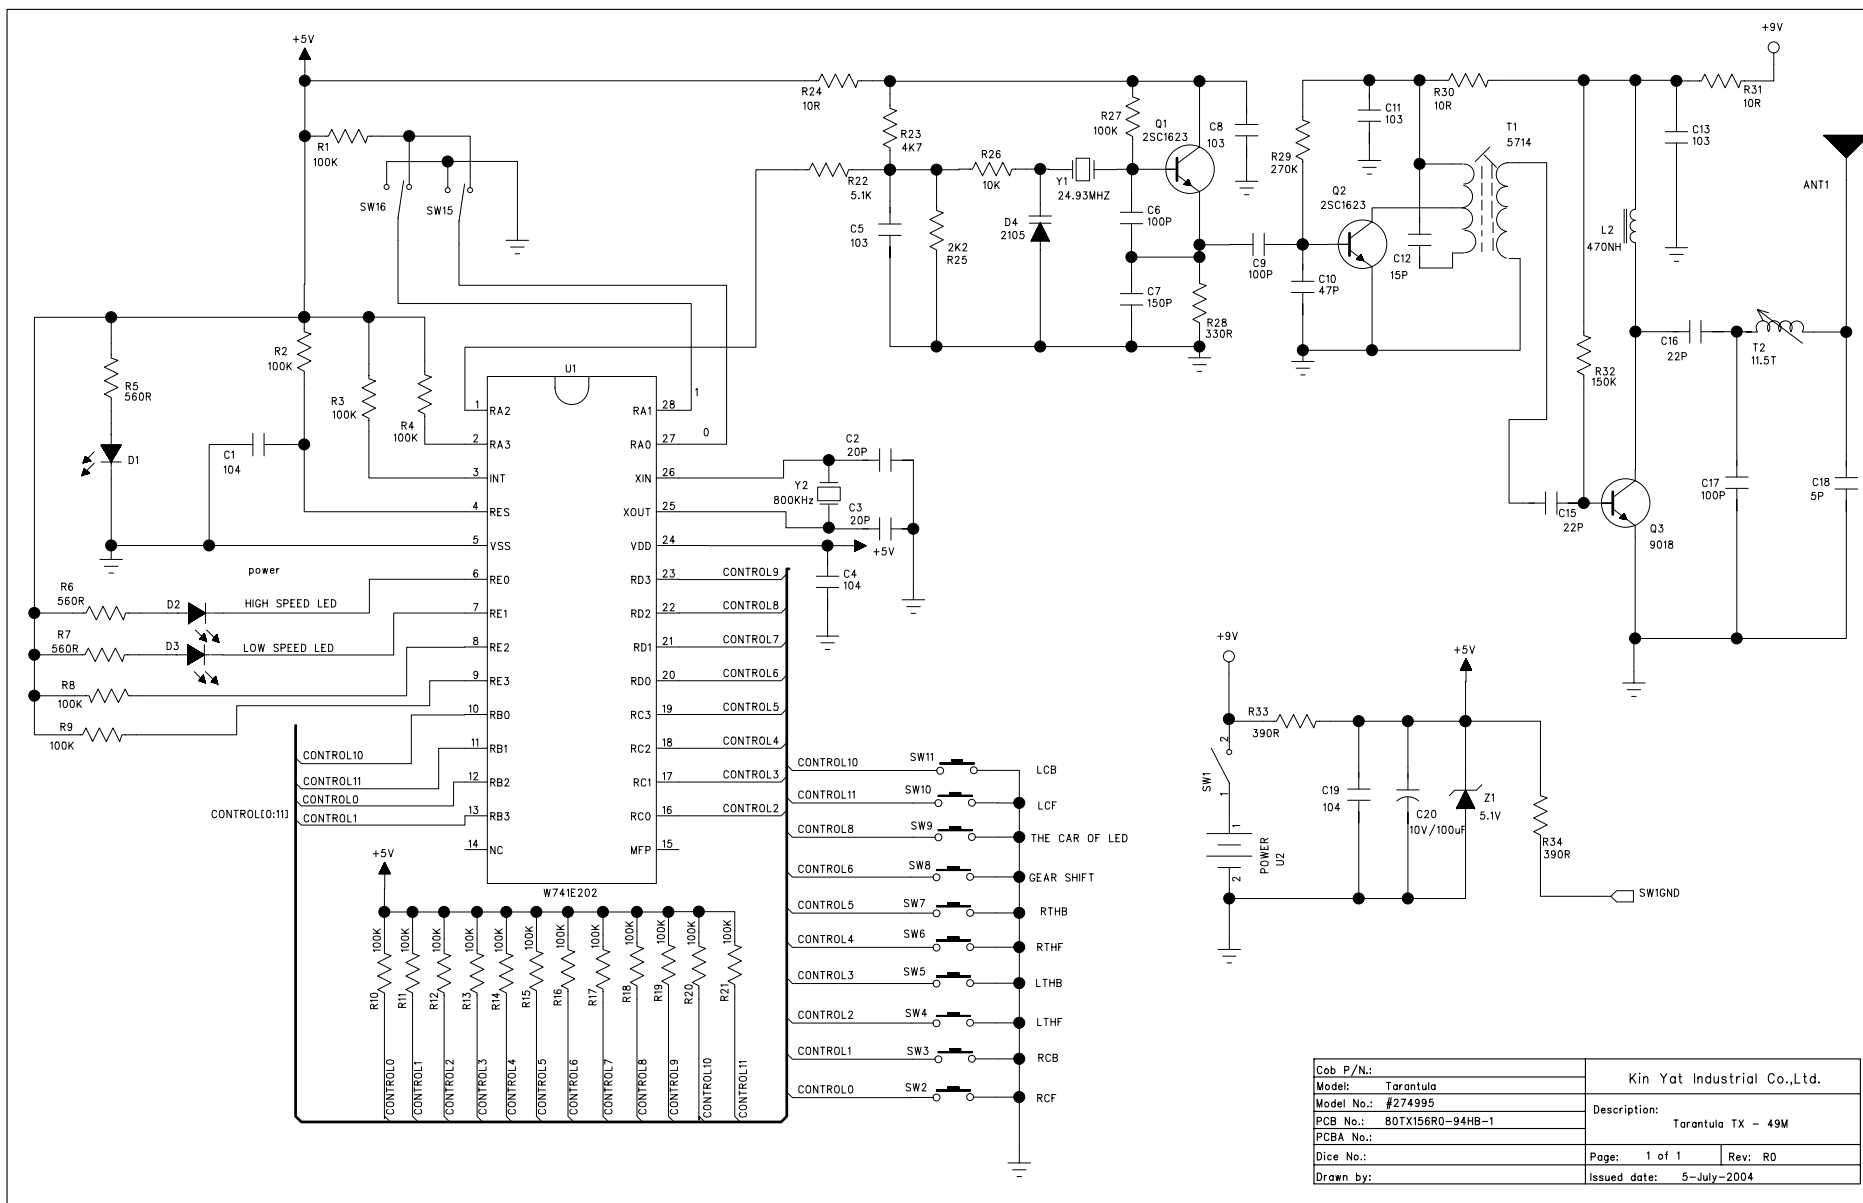 +5V
+9V
R24
10R
R1
100K
SW16
SW15
R23
4K7
R22
5.1K
C5
103
2K2
R25
R26
10K
D4
2105
Y1
24.93MHZ
R27
100K
Q1
2SC1623
C8
103
C6
100P
C7
150P
R28
330R
C9
100P
R29
270K
C11
103
R30
10R
R31
10R
T1
5714
Q2
2SC1623
C10
47P
C12
15P
C13
103
ANT1
L2
470NH
C16
22P
T2
11.5T
R32
150K
C15
22P
Q3
9018
C17
100P
C18
5P
R5
560R
D1
R2
100K
R3
100K
R4
100K
C1
104
U1
1 RA2
2 RA3
3 INT
4 RES
5 VSS
6 RE0
7 RE1
8 RE2
9 RE3
10 RB0
11 RB1
12 RB2
13 RB3
14 NC
RA1 28
RA0 27
XIN 26
XOUT 25
VDD 24
RD3 23
RD2 22
RD1 21
RD0 20
RC3 19
RC2 18
RC1 17
RC0 16
MFP 15
W741E202
1
0
C2
20P
Y2
800KHz
C3
20P
+5V
C4
104
power
R6
560R
D2
HIGH SPEED LED
R7
560R
D3
LOW SPEED LED
R8
100K
R9
100K
CONTROL10
CONTROL11
CONTROL0
CONTROL1
CONTROL[0:11]
CONTROL9
CONTROL8
CONTROL7
CONTROL6
CONTROL5
CONTROL4
CONTROL3
CONTROL2
+5V
100K 100K 100K 100K 100K 100K 100K 100K 100K 100K 100K 100K
R10 R11 R12 R13 R14 R15 R16 R17 R18 R19 R20 R21
CONTROL0 CONTROL1 CONTROL2 CONTROL3 CONTROL4 CONTROL5 CONTROL6 CONTROL7 CONTROL8 CONTROL9 CONTROL10 CONTROL11
CONTROL10 SW11 LCB
CONTROL11 SW10 LCF
CONTROL8 SW9 THE CAR OF LED
CONTROL6 SW8 GEAR SHIFT
CONTROL5 SW7 RTHB
CONTROL4 SW6 RTHF
CONTROL3 SW5 LTHB
CONTROL2 SW4 LTHF
CONTROL1 SW3 RCB
CONTROL0 SW2 RCF
+9V
R33
390R
2
SW1
1
1
POWER
U2
2
C19
104
C20
10V/100uF
+5V
Z1
5.1V
R34
390R
SW1GND
Cob P/N.:
Model: Tarantula
Model No.: #274995
PCB No.: 80TX156R0-94HB-1
PCBA No.:
Dice No.:
Drawn by:
Kin Yat Industrial Co.,Ltd.
Description:
Tarantula TX - 49M
Page: 1 of 1
Rev: R0
Issued date: 5-July-2004